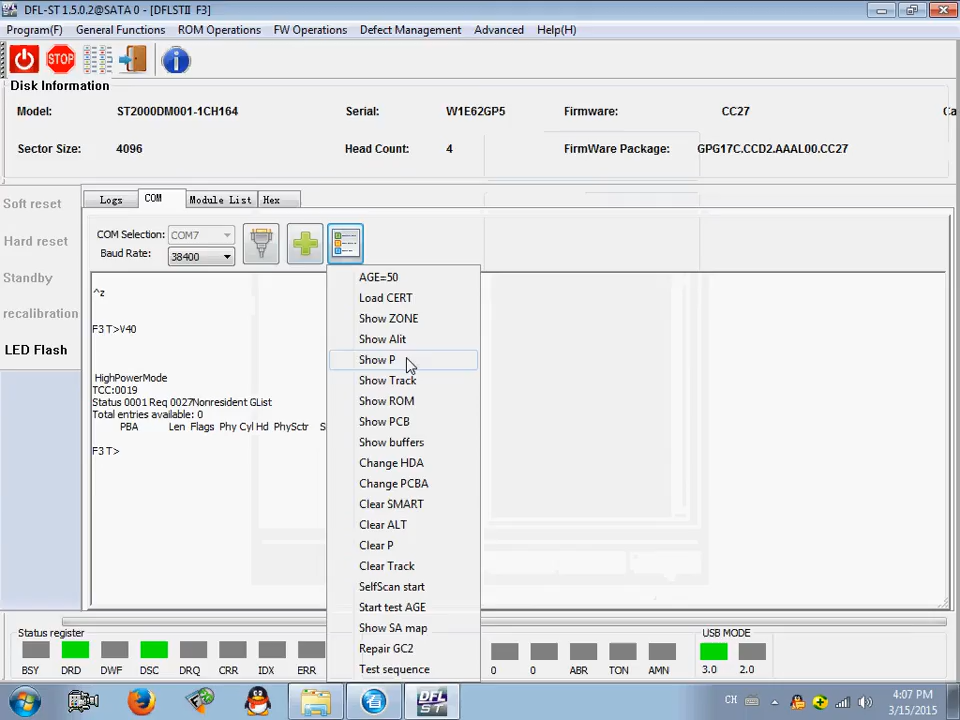 DFL-ST 1.5.0.2@SATA 0 - [DFLSTII F3]
Program(F) General Functions ROM Operations FW Operations Defect Management Advanced Help(H)
STOP
Disk Information
Model: ST2000DM001-1CH164 Serial: W1E62GP5 Firmware: CC27 Ca
Sector Size: 4096 Head Count: 4 FirmWare Package: GPG17C.CCD2.AAAL00.CC27
Soft reset
Hard reset
Standby
recalibration
LED Flash
Logs COM Module List Hex
COM Selection: COM7
Baud Rate: 38400
^z
F3 T>V40
HighPowerMode
TCC:0019
Status 0001 Req 0027Nonresident GList
Total entries available: 0
PBA Len Flags Phy Cyl Hd PhySctr S
F3 T>
AGE=50
Load CERT
Show ZONE
Show Alit
Show P
Show Track
Show ROM
Show PCB
Show buffers
Change HDA
Change PCBA
Clear SMART
Clear ALT
Clear P
Clear Track
SelfScan start
Start test AGE
Show SA map
Repair GC2
Test sequence
Status register
BSY DRD DWF DSC DRQ CRR IDX ERR
0 0 ABR TON AMN
USB MODE
3.0 2.0
DFL
ST
CH
4:07 PM
3/15/2015